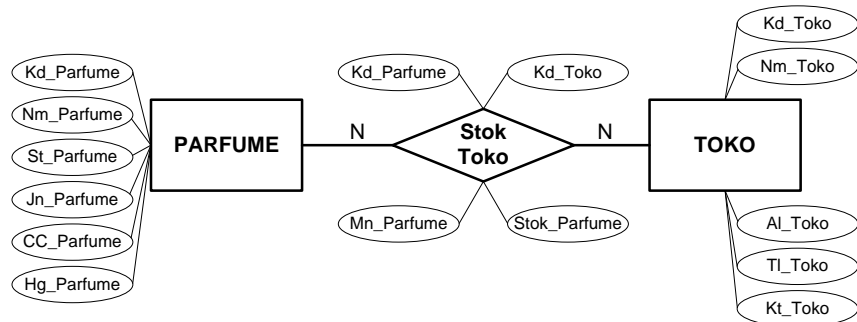 Kd_Parfume
Nm_Parfume
St_Parfume
Jn_Parfume
CC_Parfume
Hg_Parfume
PARFUME
N
Kd_Parfume
Kd_Toko
Stok
Toko
Mn_Parfume
Stok_Parfume
N
Kd_Toko
Nm_Toko
TOKO
Al_Toko
Tl_Toko
Kt_Toko